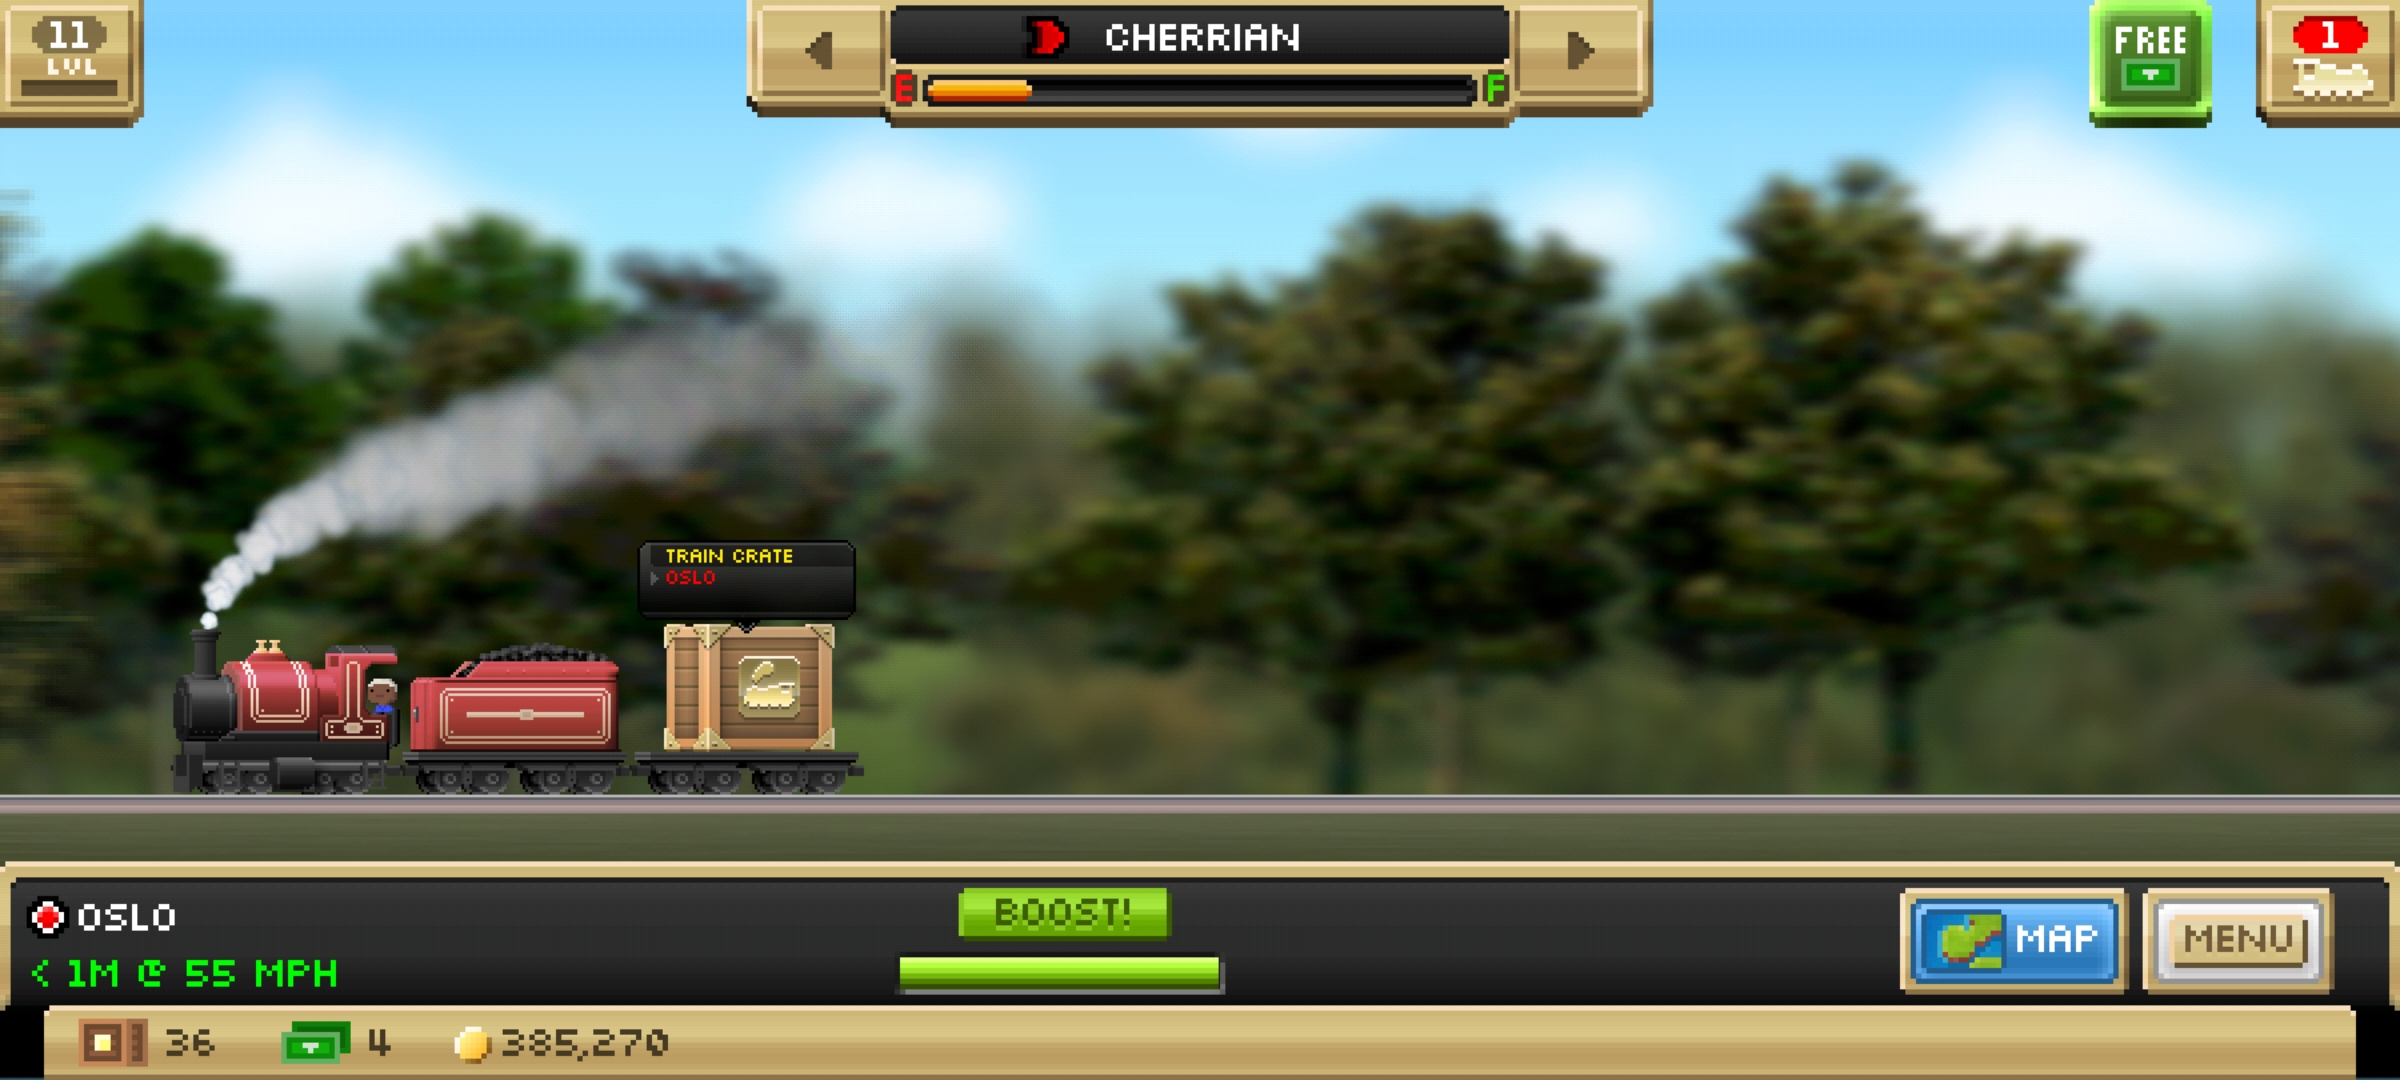 11
LVL
CHERRIAN
E F
FREE
1
TRAIN CRATE
OSLO
OSLO
< 1M @ 55 MPH
BOOST!
MAP
MENU
36
4
385,270